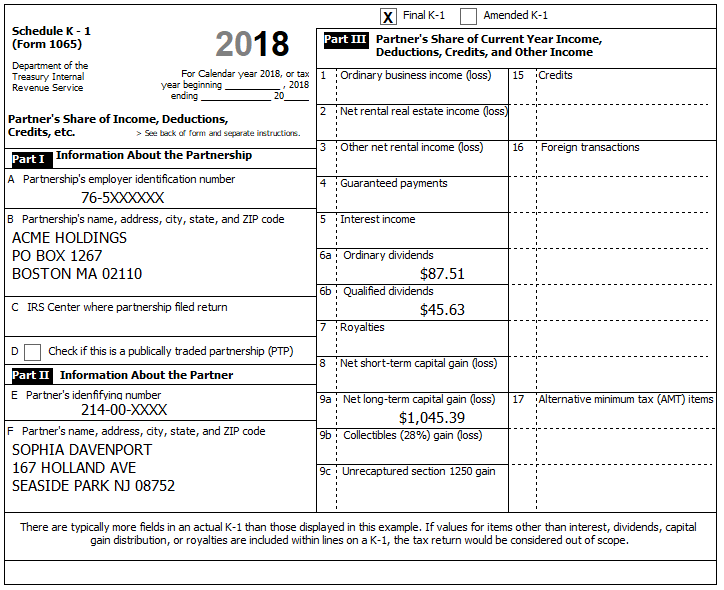 X Final K-1 Amended K-1
Schedule K - 1
(Form 1065)
2018
Department of the
Treasury Internal
Revenue Service
For Calendar year 2018, or tax
year beginning __________ , 2018
ending ____________ 20____
Partner's Share of Income, Deductions,
Credits, etc. > See back of form and separate instructions.
Part I Information About the Partnership
A Partnership's employer identification number
76-5XXXXXX
B Partnership's name, address, city, state, and ZIP code
ACME HOLDINGS
PO BOX 1267
BOSTON MA 02110
C IRS Center where partnership filed return
D Check if this is a publically traded partnership (PTP)
Part II Information About the Partner
E Partner's idenfifying number
214-00-XXXX
F Partner's name, address, city, state, and ZIP code
SOPHIA DAVENPORT
167 HOLLAND AVE
SEASIDE PARK NJ 08752
Part III Partner's Share of Current Year Income,
Deductions, Credits, and Other Income
1 Ordinary business income (loss)
2 Net rental real estate income (loss)
3 Other net rental income (loss)
4 Guaranteed payments
5 Interest income
6a Ordinary dividends
$87.51
6b Qualified dividends
$45.63
7 Royalties
8 Net short-term capital gain (loss)
9a Net long-term capital gain (loss)
$1,045.39
9b Collectibles (28%) gain (loss)
9c Unrecaptured section 1250 gain
15 Credits
16 Foreign transactions
17 Alternative minimum tax (AMT) items
There are typically more fields in an actual K-1 than those displayed in this example. If values for items other than interest, dividends, capital
gain distribution, or royalties are included within lines on a K-1, the tax return would be considered out of scope.